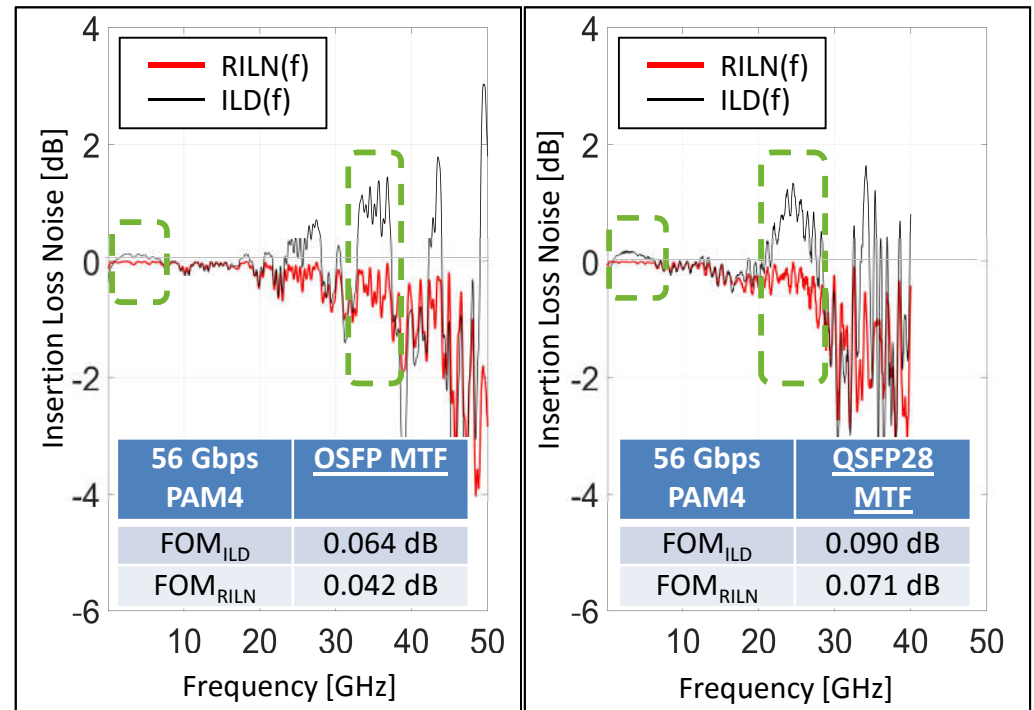 RILN(f)
ILD(f)
Insertion Loss Noise [dB]
4
2
0
-2
-4
-6
56 Gbps
PAM4
OSFP MTF
FOM_ILD
0.064 dB
FOM_RILN
0.042 dB
10 20 30 40 50
Frequency [GHz]
RILN(f)
ILD(f)
Insertion Loss Noise [dB]
4
2
0
-2
-4
-6
56 Gbps
PAM4
QSFP28
MTF
FOM_ILD
0.090 dB
FOM_RILN
0.071 dB
10 20 30 40 50
Frequency [GHz]